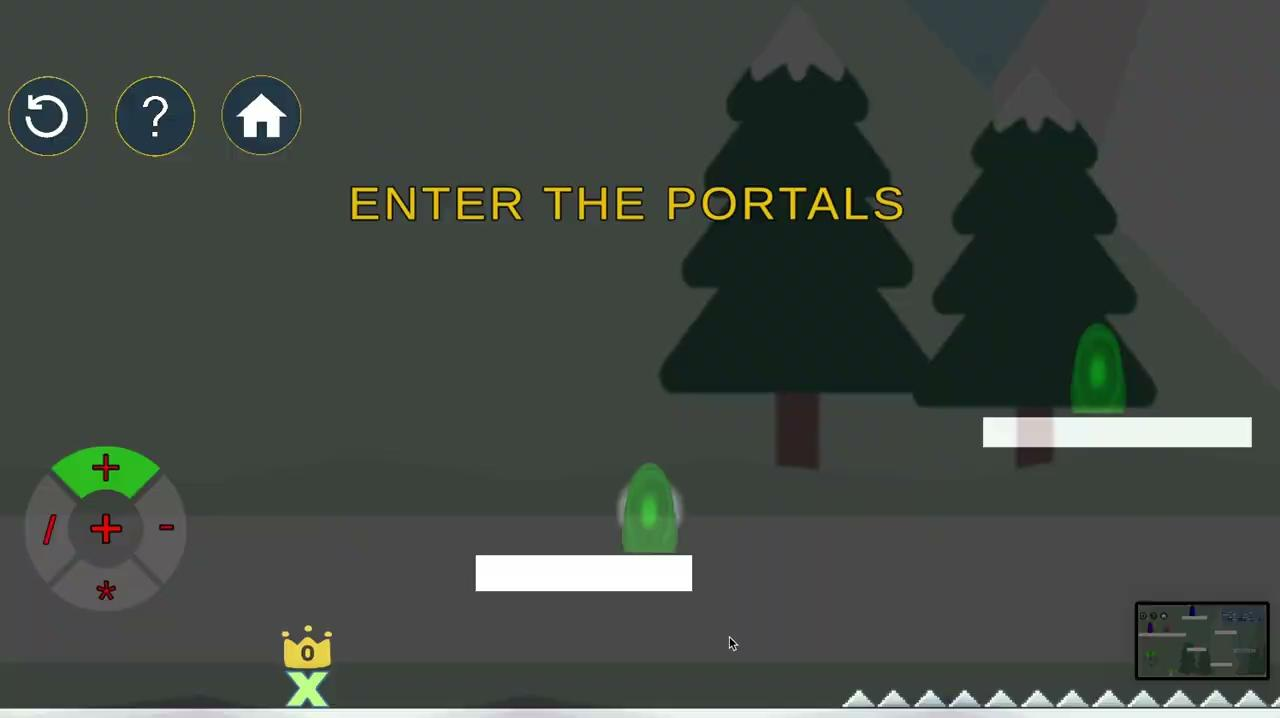 ?
ENTER THE PORTALS
+
/ + -
*
0
X